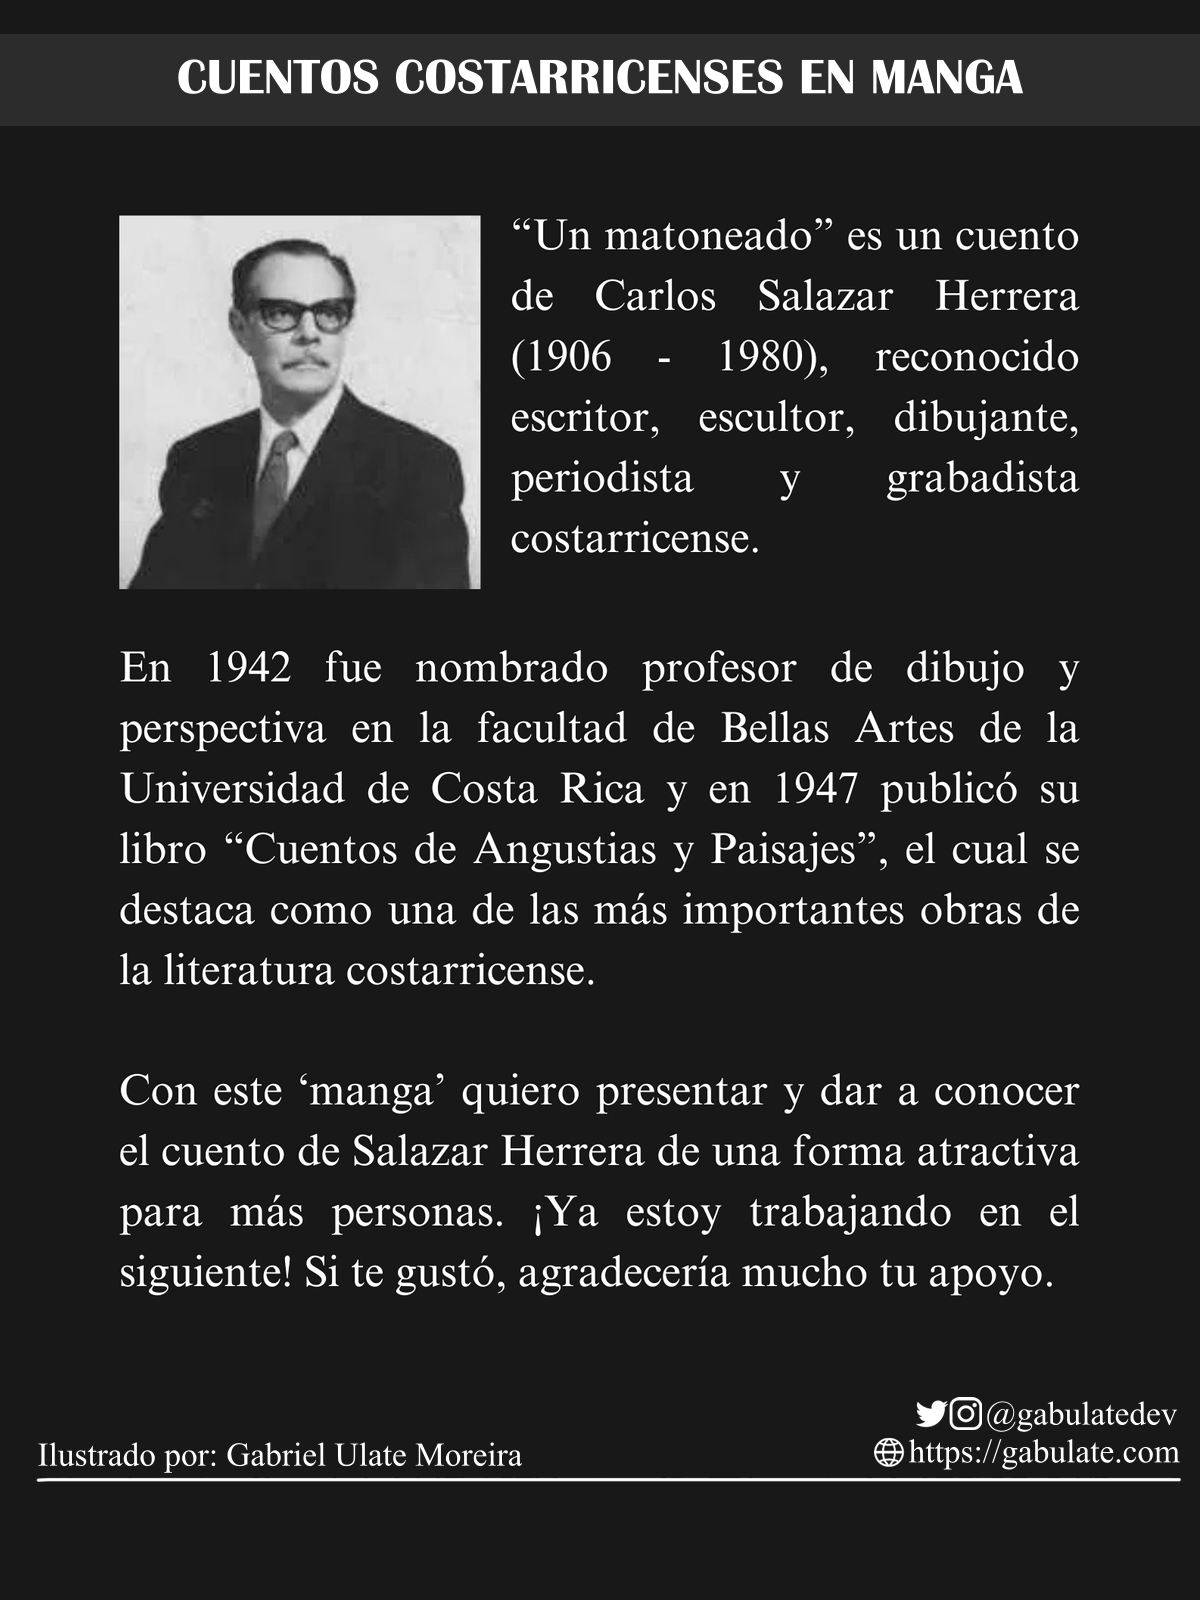 CUENTOS COSTARRICENSES EN MANGA
“Un matoneado” es un cuento
de Carlos Salazar Herrera
(1906 - 1980), reconocido
escritor, escultor, dibujante,
periodista y grabadista
costarricense.
En 1942 fue nombrado profesor de dibujo y
perspectiva en la facultad de Bellas Artes de la
Universidad de Costa Rica y en 1947 publicó su
libro “Cuentos de Angustias y Paisajes”, el cual se
destaca como una de las más importantes obras de
la literatura costarricense.
Con este ‘manga’ quiero presentar y dar a conocer
el cuento de Salazar Herrera de una forma atractiva
para más personas. ¡Ya estoy trabajando en el
siguiente! Si te gustó, agradecería mucho tu apoyo.
@gabulatedev
Ilustrado por: Gabriel Ulate Moreira
https://gabulate.com